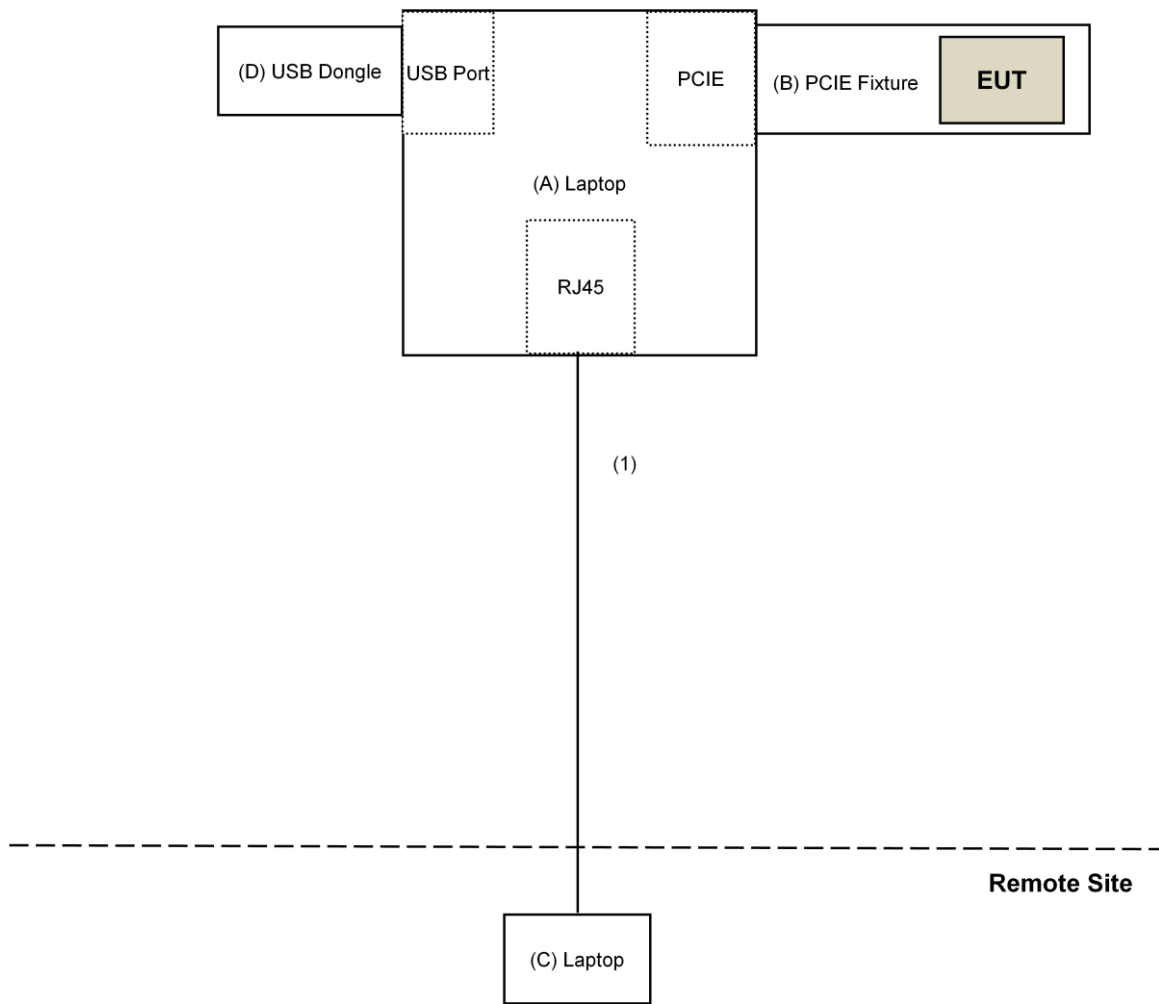 (D) USB Dongle
USB Port
PCIE
(B) PCIE Fixture
EUT
(A) Laptop
RJ45
(1)
Remote Site
(C) Laptop